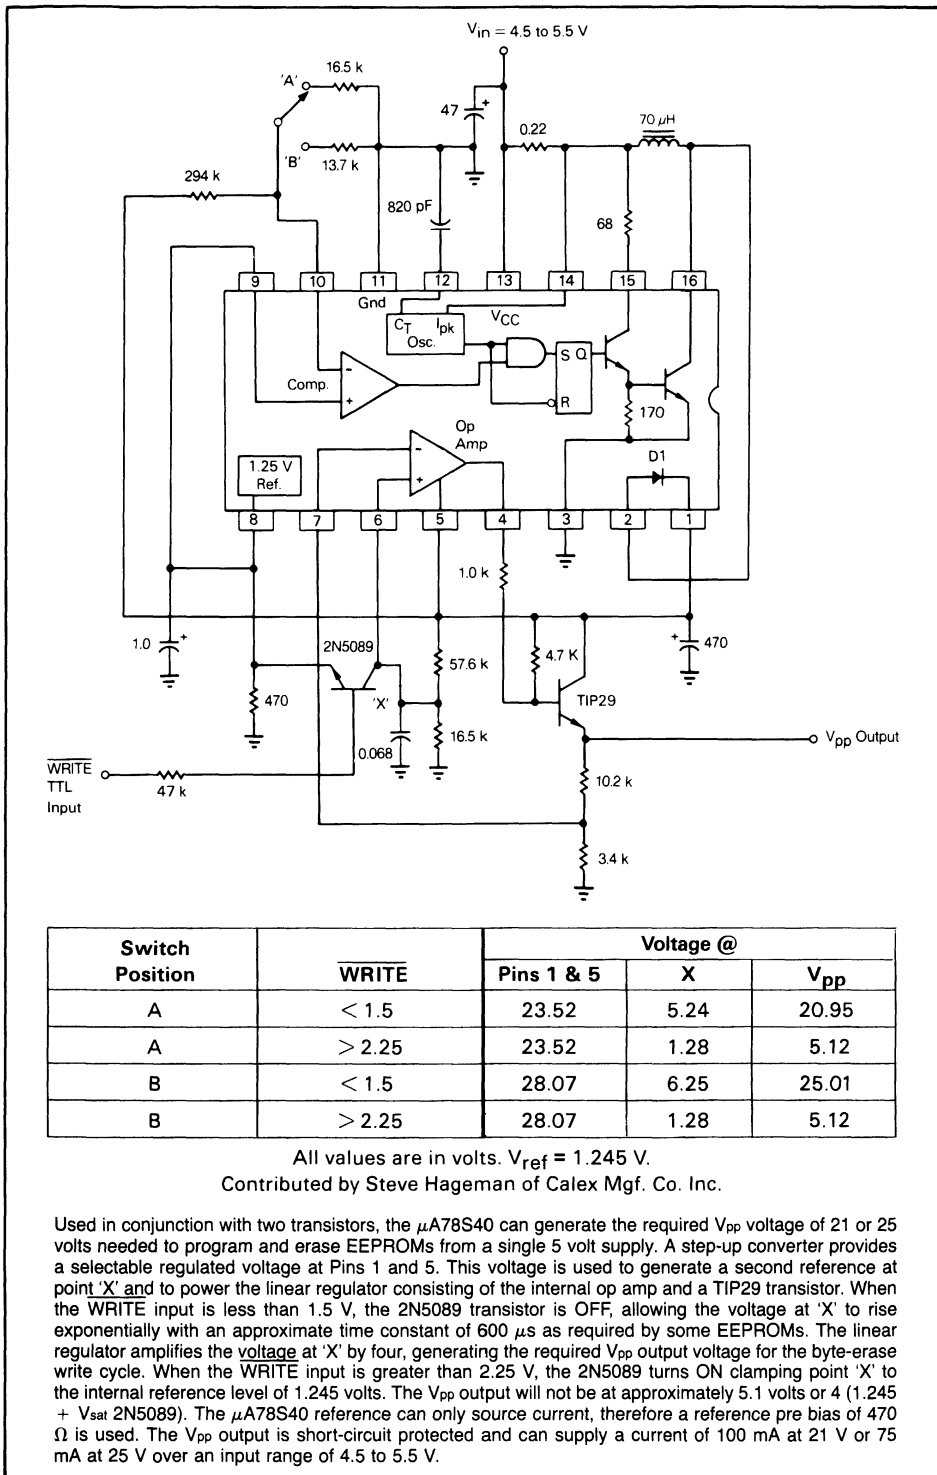 Vin = 4.5 to 5.5 V
'A'
16.5 k
47
+
0.22
70 µH
'B'
13.7 k
294 k
820 pF
68
9
10
11
12
13
14
15
16
Gnd
VCC
CT Ipk
Osc.
S Q
R
Comp.
-
+
170
Op
Amp
-
+
D1
1.25 V
Ref.
8
7
6
5
4
3
2
1
1.0 k
1.0
+
2N5089
57.6 k
4.7 K
+
470
470
'X'
TIP29
0.068
16.5 k
Vpp Output
WRITE
TTL
Input
47 k
10.2 k
3.4 k
Switch Position | WRITE | Voltage @
Pins 1 & 5 | X | Vpp
A | < 1.5 | 23.52 | 5.24 | 20.95
A | > 2.25 | 23.52 | 1.28 | 5.12
B | < 1.5 | 28.07 | 6.25 | 25.01
B | > 2.25 | 28.07 | 1.28 | 5.12
All values are in volts. Vref = 1.245 V.
Contributed by Steve Hageman of Calex Mgf. Co. Inc.
Used in conjunction with two transistors, the µA78S40 can generate the required Vpp voltage of 21 or 25
volts needed to program and erase EEPROMs from a single 5 volt supply. A step-up converter provides
a selectable regulated voltage at Pins 1 and 5. This voltage is used to generate a second reference at
point 'X' and to power the linear regulator consisting of the internal op amp and a TIP29 transistor. When
the WRITE input is less than 1.5 V, the 2N5089 transistor is OFF, allowing the voltage at 'X' to rise
exponentially with an approximate time constant of 600 µs as required by some EEPROMs. The linear
regulator amplifies the voltage at 'X' by four, generating the required Vpp output voltage for the byte-erase
write cycle. When the WRITE input is greater than 2.25 V, the 2N5089 turns ON clamping point 'X' to
the internal reference level of 1.245 volts. The Vpp output will not be at approximately 5.1 volts or 4 (1.245
+ Vsat 2N5089). The µA78S40 reference can only source current, therefore a reference pre bias of 470
Ω is used. The Vpp output is short-circuit protected and can supply a current of 100 mA at 21 V or 75
mA at 25 V over an input range of 4.5 to 5.5 V.